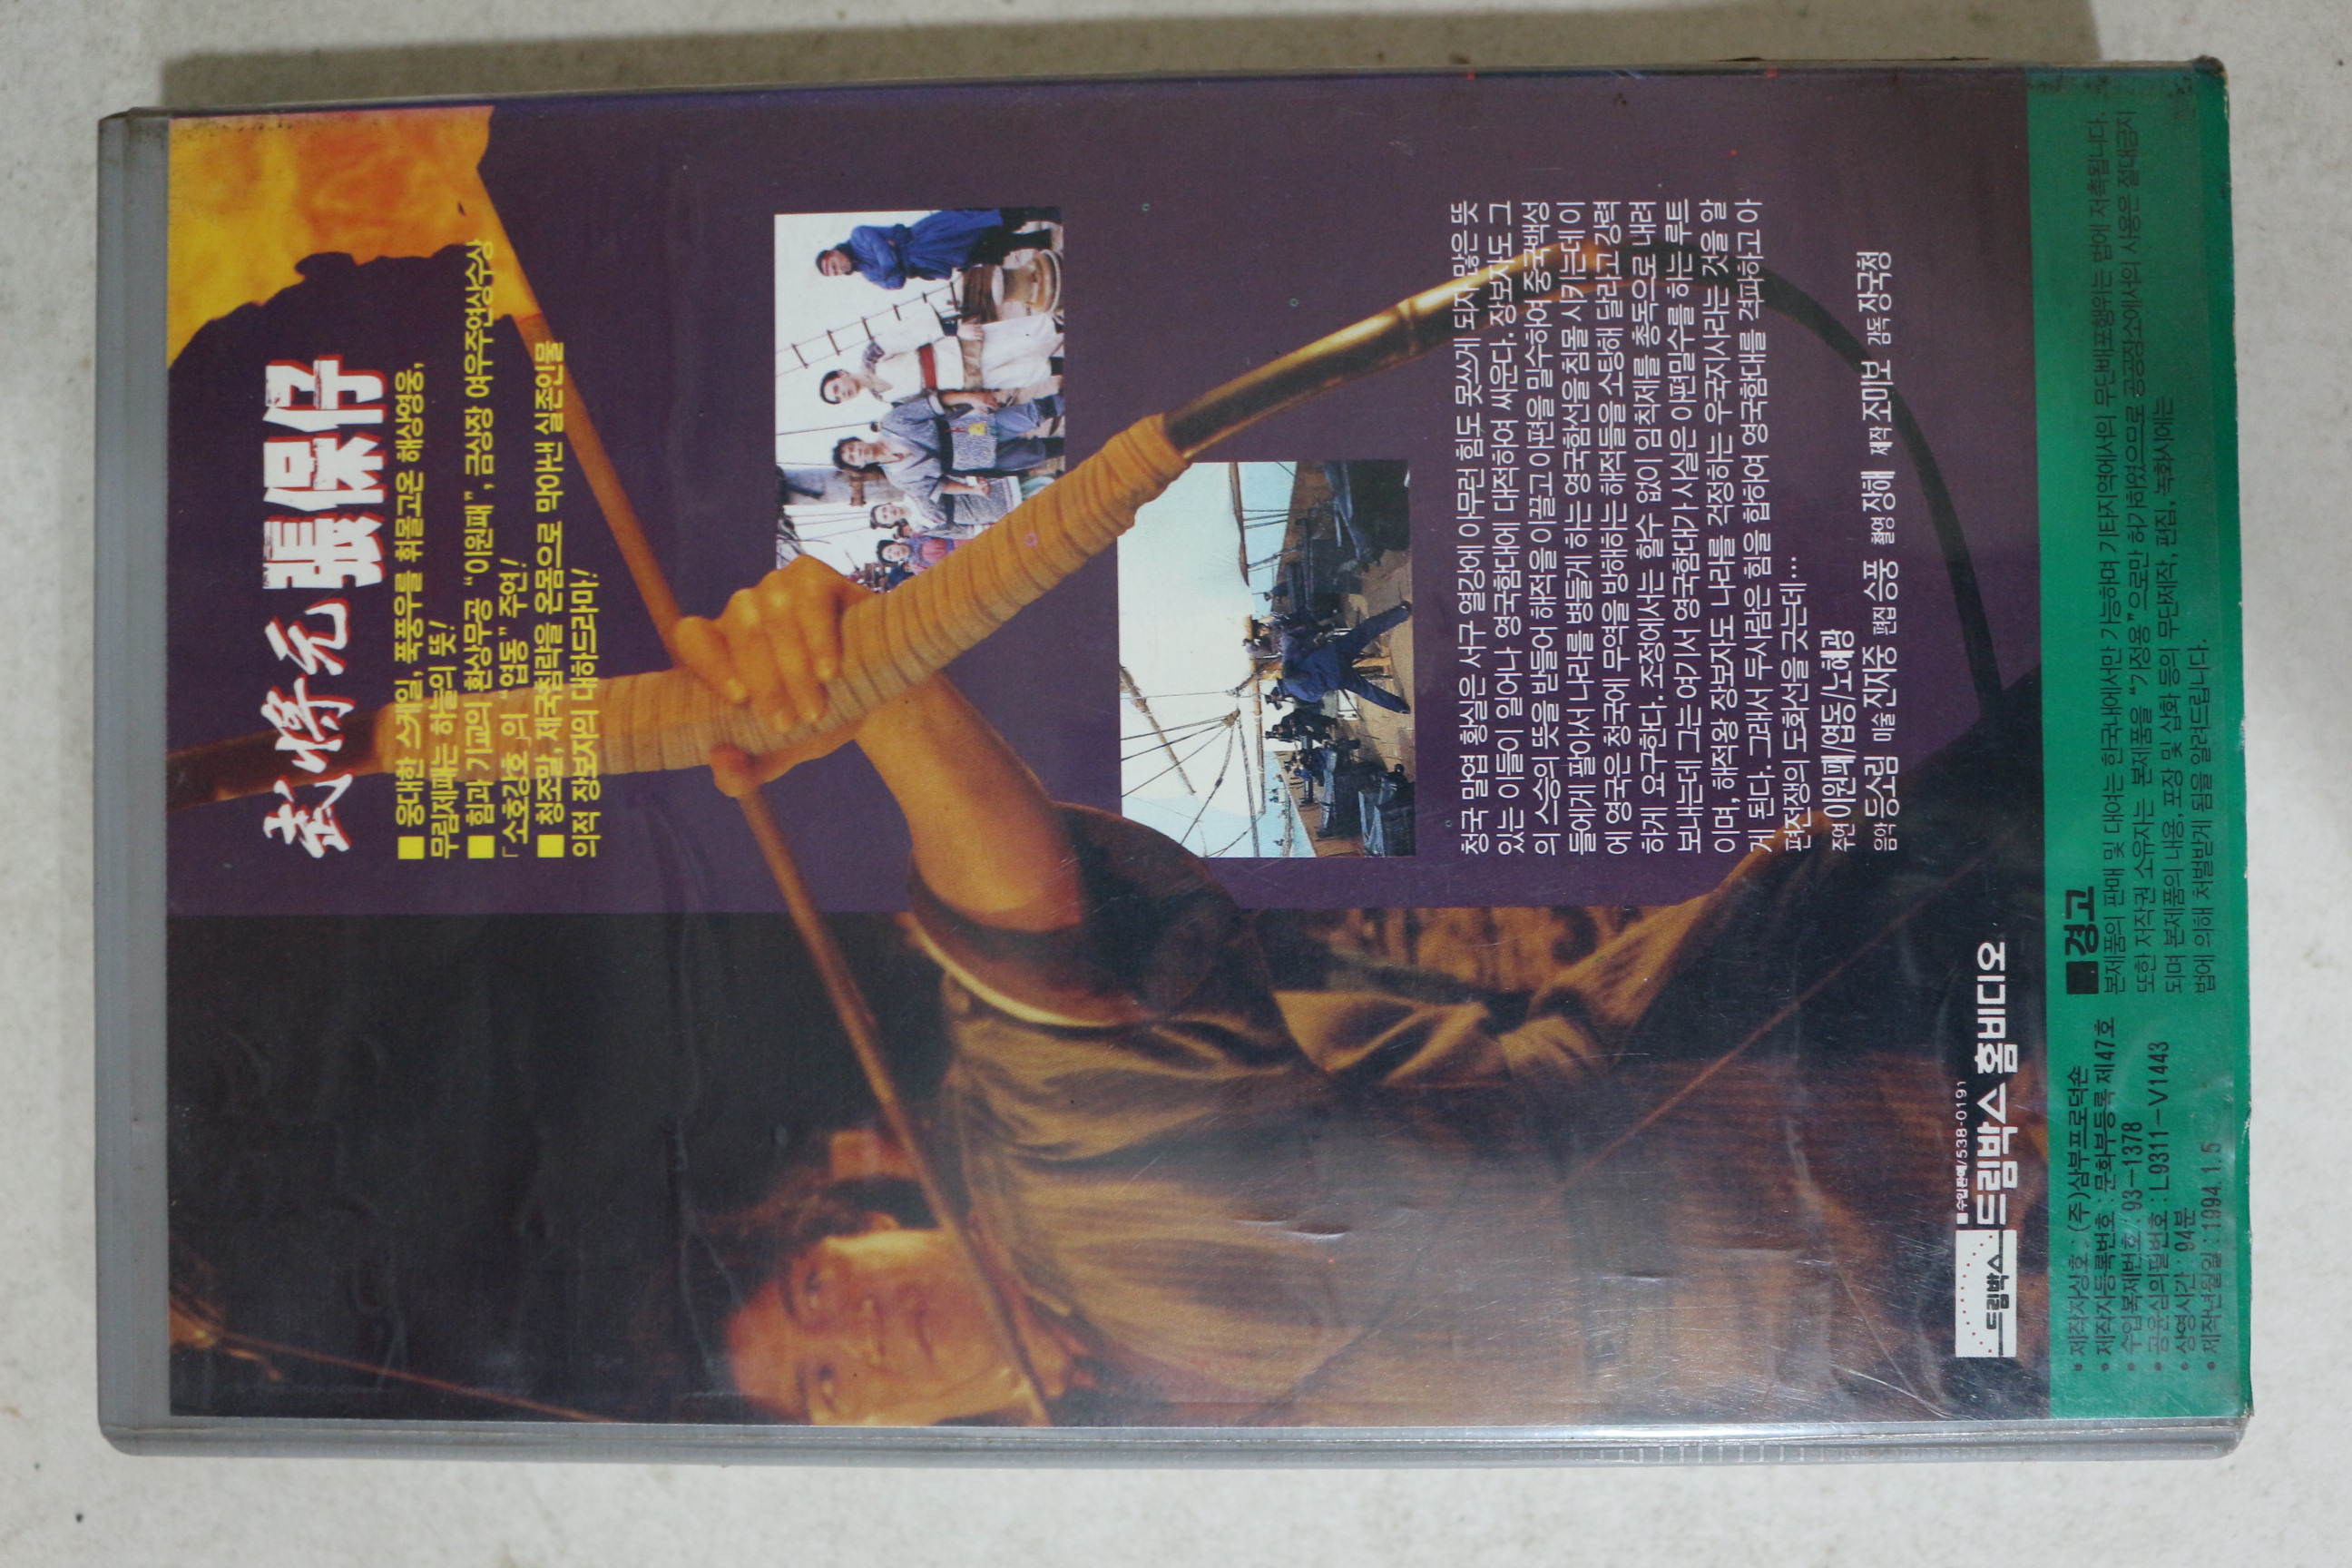 武將元 張保仔
■ 웅대한 스케일, 폭풍우를 휘몰고온 해상영웅,
무림제패는 하늘의 뜻!
■ 힘과 기교의 환상무공 “이원패”, 금상장 여우주연상수상
「소호강호」의 “엽동” 주연!
■ 청조말, 제국침략을 온몸으로 막아낸 실존인물
의적 장보자의 대하드라마!
청국 말엽 황실은 서구 열강에 아무런 힘도 못쓰게 되자 많은 뜻
있는 이들이 일어나 영국함대에 대적하여 싸운다. 장보자도 그
의 스승의 뜻을 받들어 해적을 이끌고 아편을 밀수하여 중국백성
들에게 팔아서 나라를 병들게 하는 영국함선을 침몰 시키는데 이
에 영국은 청국에 무역을 방해하는 해적들을 소탕해 달라고 강력
하게 요구한다. 조정에서는 할수 없이 임칙제를 총독으로 내려
보내는데 그는 여기서 영국함대가 사실은 아편밀수를 하는 루트
이며, 해적왕 장보자도 나라를 걱정하는 우국지사라는 것을 알
게 된다. 그래서 두사람은 힘을 합하여 영국함대를 격파하고 아
편전쟁의 도화선을 긋는데…
주연 이원패/엽동/노혜광
음악 등소림 미술 진자중 편집 송풍 촬영 장해 제작 조미보 감독 장국청
■수입판매/538-0191
드림박스
드림박스 홈비디오
• 제작자상호 : (주)삼부프로덕숀
• 제작자등록번호 : 문화부등록 제47호
• 수입복제번호 : 93-1378
• 공윤심의필번호 : L9311-V1443
• 상영시간 : 94분
• 제작년월일 : 1994. 1. 5
■경고
본제품의 판매 및 대여는 한국내에서만 가능하며 기타지역에서의 무단배포행위는 법에 저촉됩니다.
또한 저작권 소유자는 본제품을 “가정용”으로만 허가하였으므로 공공장소에서의 사용은 절대금지
되며 본제품의 내용, 포장 및 삽화 등의 무단제작, 편집, 녹화시에는
법에 의해 처벌받게 됨을 알려드립니다.